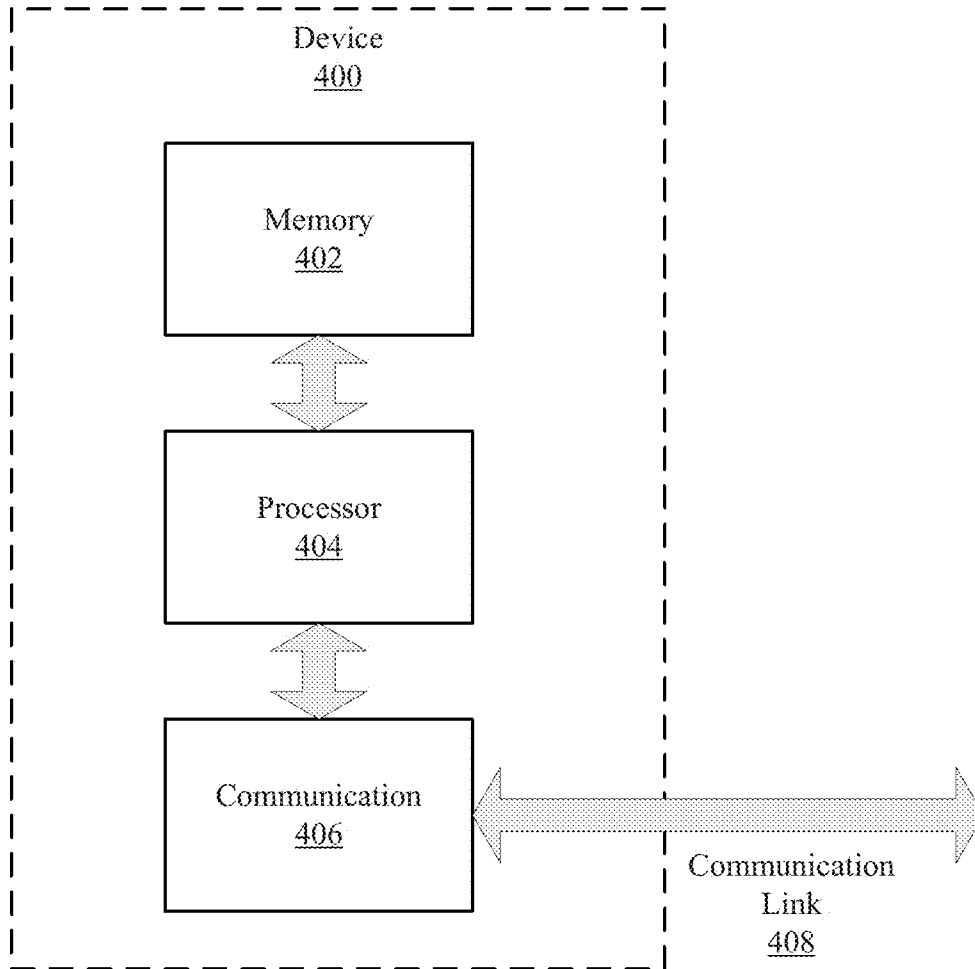 Device
400
Memory
402
Processor
404
Communication
406
Communication
Link
408